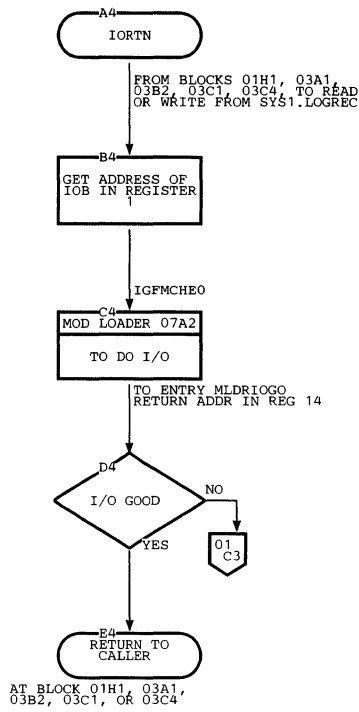 A4
IORTN
FROM BLOCKS 01H1, 03A1,
03B2, 03C1, 03C4, TO READ
OR WRITE FROM SYS1.LOGREC
B4
GET ADDRESS OF
IOB IN REGISTER
1
IGFMCHE0
C4
MOD LOADER 07A2
TO DO I/O
TO ENTRY MLDRIOGO
RETURN ADDR IN REG 14
D4
I/O GOOD
NO
01
C3
YES
E4
RETURN TO
CALLER
AT BLOCK 01H1, 03A1,
03B2, 03C1, OR 03C4